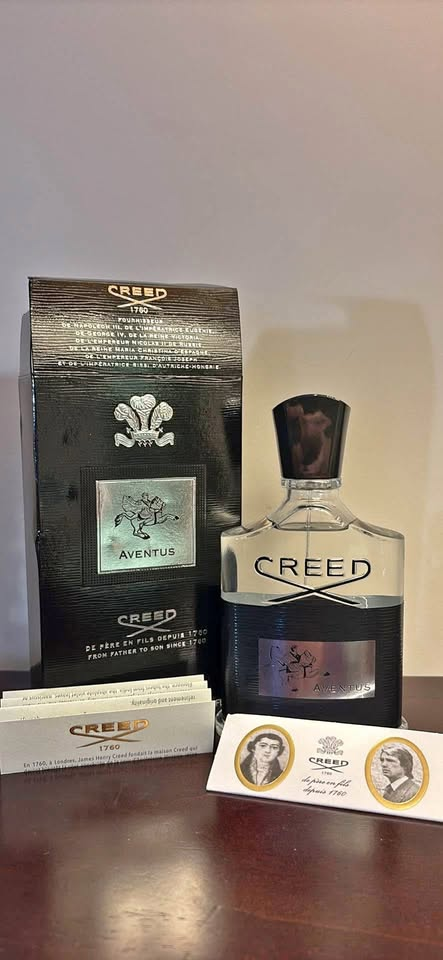 CREED
1760
FOURNISSEUR
DE NAPOLEON III, DE L'IMPÉRATRICE EUGÉNIE,
DE GEORGE IV, DE LA REINE VICTORIA,
DE L'EMPEREUR NICOLAS II DE RUSSIE
DE LA REINE MARIA CHRISTINA D'ESPAGNE,
DE L'EMPEREUR FRANÇOIS JOSEPH
ET DE L'IMPÉRATRICE SISSI D'AUTRICHE-HONGRIE.
AVENTUS
CREED
DE PÈRE EN FILS DEPUIS 1760
FROM FATHER TO SON SINCE 1760
CREED
AVENTUS
CREED
1760
En 1760, à Londres, James Henry Creed fondait la maison Creed qui
CREED
1760
de père en fils
depuis 1760